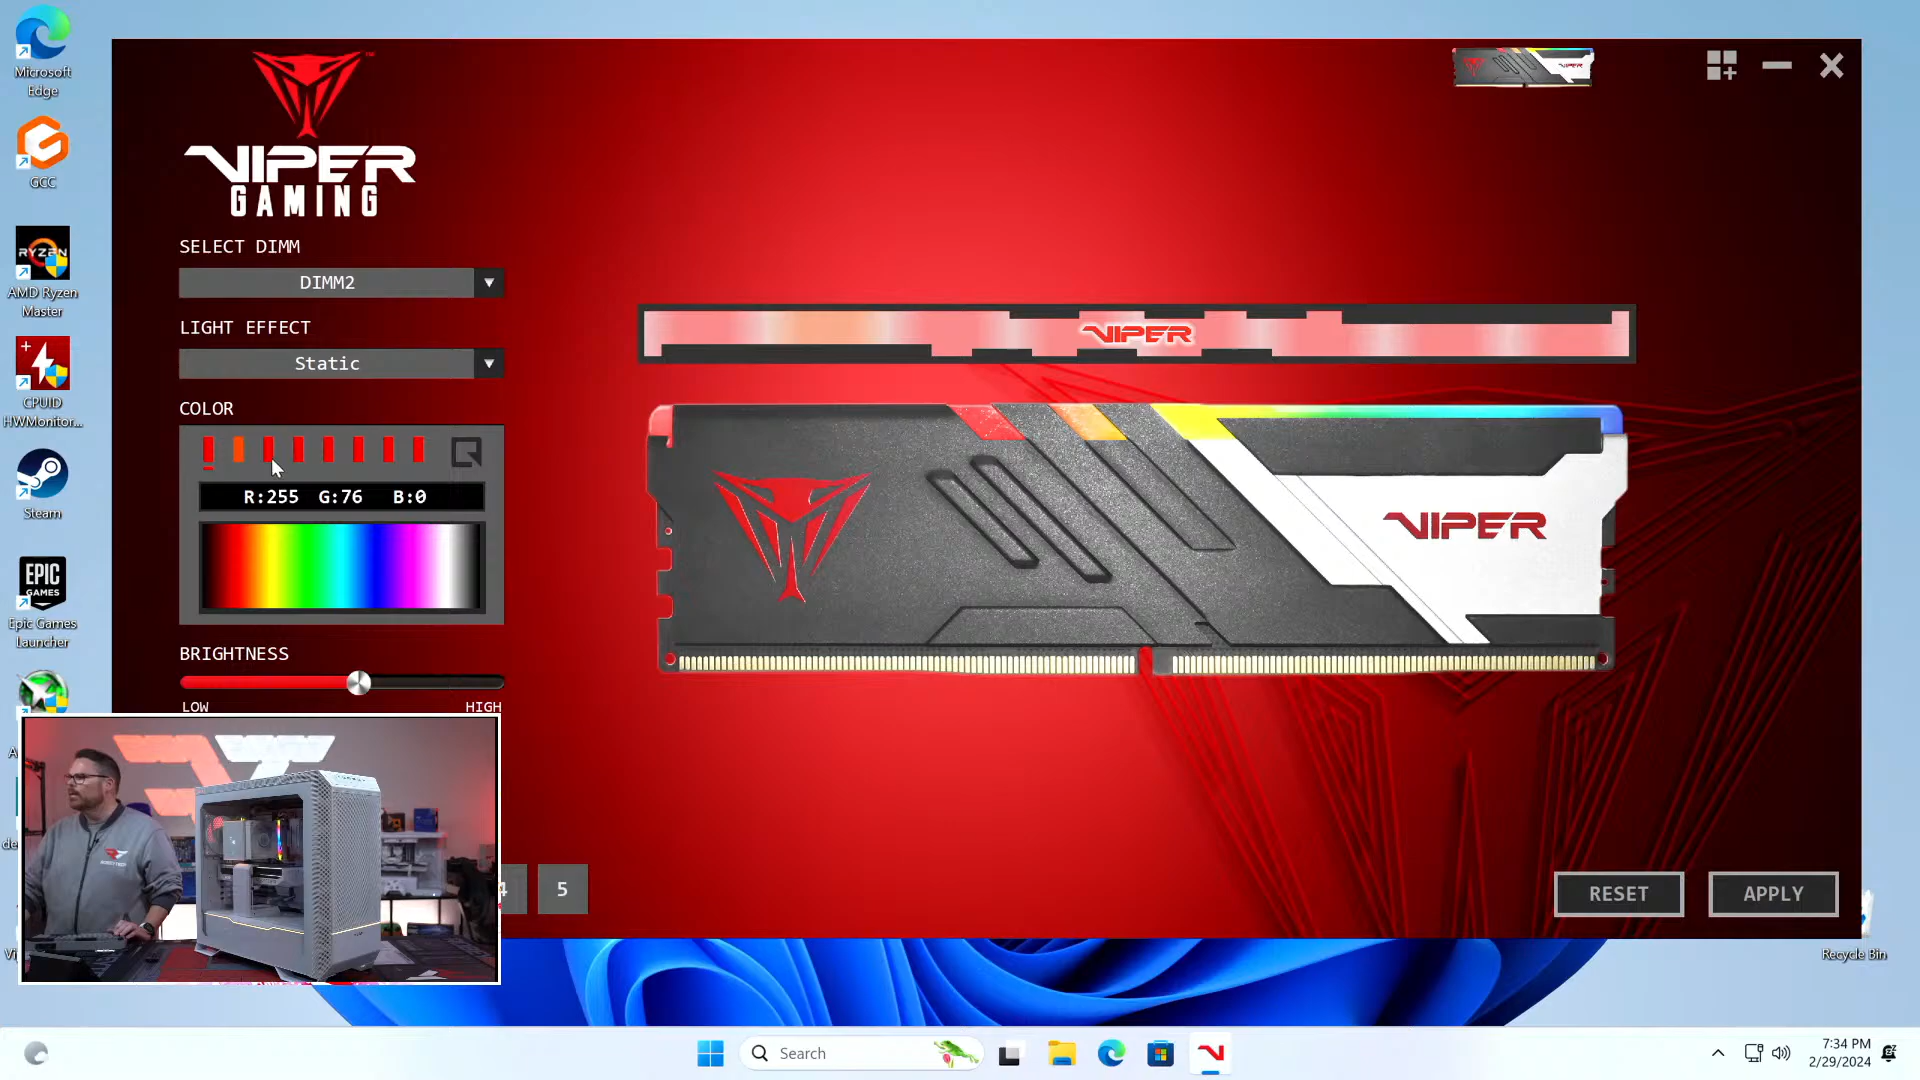 Microsoft
Edge
GCC
RYZEN
AMD Ryzen
Master
CPUID
HWMonitor...
Steam
EPIC
GAMES
Epic Games
Launcher
VIPER
GAMING
SELECT DIMM
DIMM2
LIGHT EFFECT
Static
COLOR
R:255 G:76 B:0
BRIGHTNESS
LOW
HIGH
VIPER
VIPER
VIPER
4
5
RESET
APPLY
Recycle Bin
Search
7:34 PM
2/29/2024